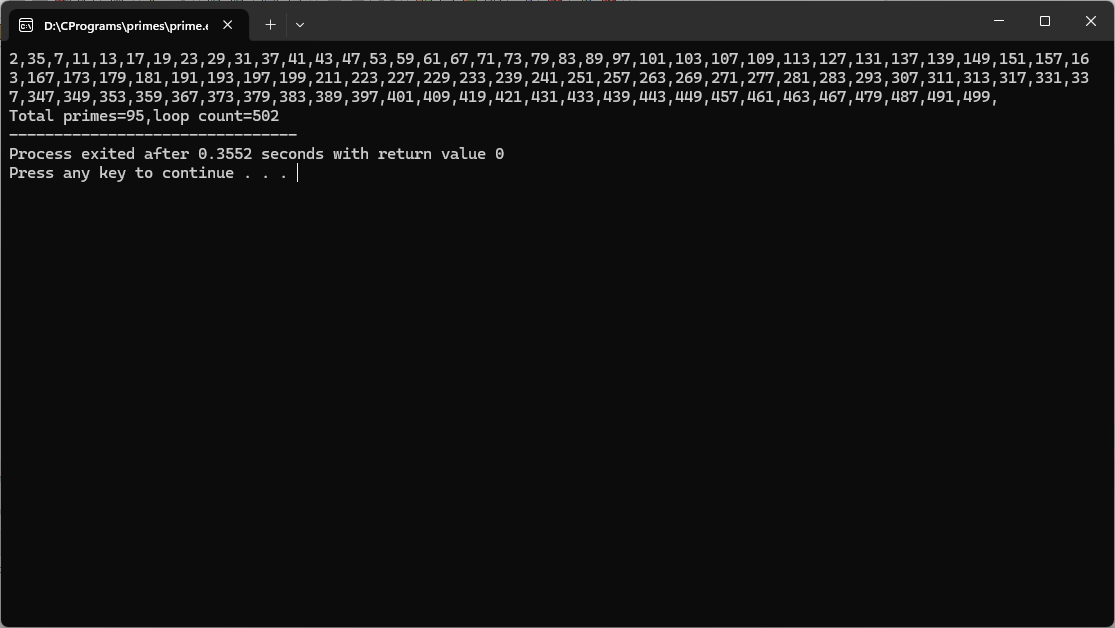 D:\CPrograms\primes\prime.e
2,35,7,11,13,17,19,23,29,31,37,41,43,47,53,59,61,67,71,73,79,83,89,97,101,103,107,109,113,127,131,137,139,149,151,157,16
3,167,173,179,181,191,193,197,199,211,223,227,229,233,239,241,251,257,263,269,271,277,281,283,293,307,311,313,317,331,33
7,347,349,353,359,367,373,379,383,389,397,401,409,419,421,431,433,439,443,449,457,461,463,467,479,487,491,499,
Total primes=95,loop count=502
--------------------------------
Process exited after 0.3552 seconds with return value 0
Press any key to continue . . .